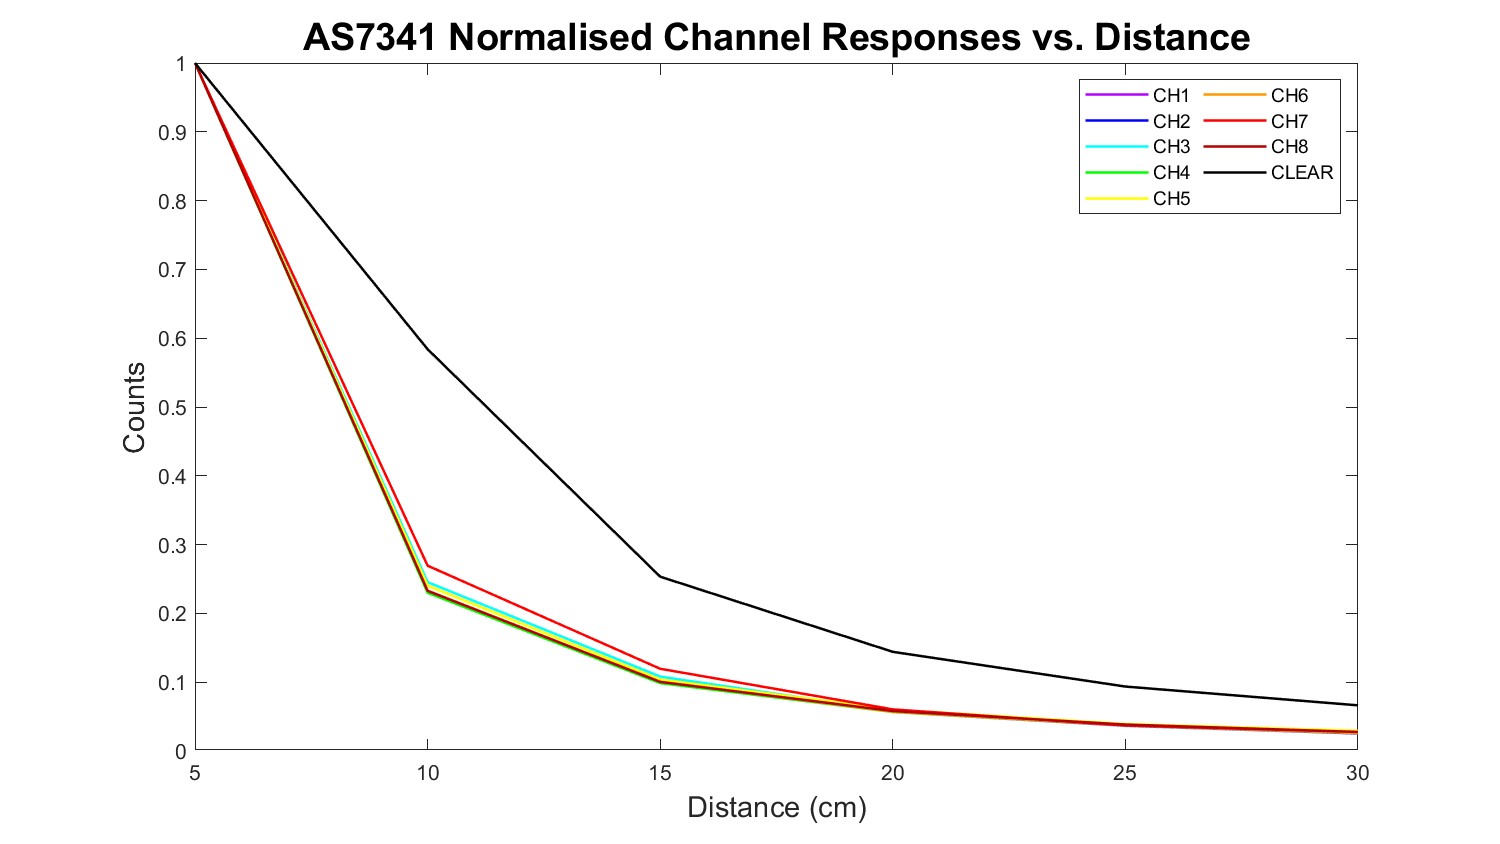 AS7341 Normalised Channel Responses vs. Distance
1
0.9
0.8
0.7
0.6
0.5
0.4
0.3
0.2
0.1
0
Counts
CH1 CH6
CH2 CH7
CH3 CH8
CH4 CLEAR
CH5
5 10 15 20 25 30
Distance (cm)